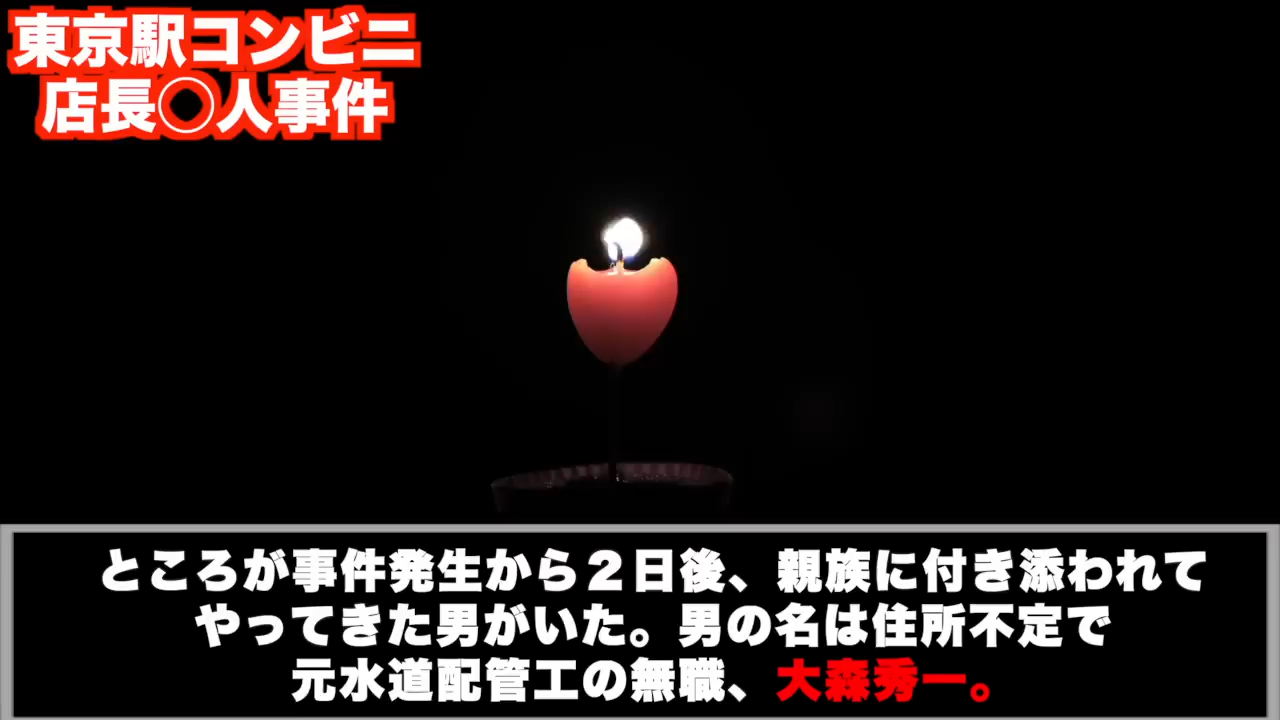 東京駅コンビニ
店長◯人事件
ところが事件発生から２日後、親族に付き添われて
やってきた男がいた。男の名は住所不定で
元水道配管工の無職、大森秀一。